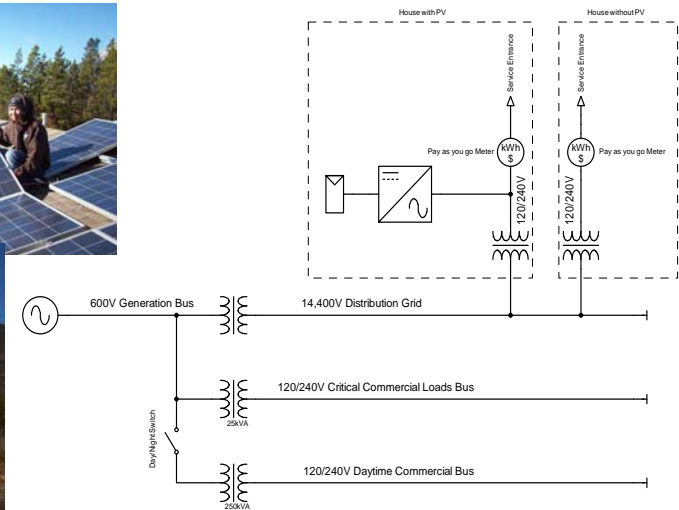 House with PV
House without PV
Service Entrance
Service Entrance
Pay as you go Meter
kWh
$
kWh
$
Pay as you go Meter
120/240V
120/240V
600V Generation Bus
14,400V Distribution Grid
120/240V Critical Commercial Loads Bus
25kVA
Day/Night Switch
120/240V Daytime Commercial Bus
250kVA